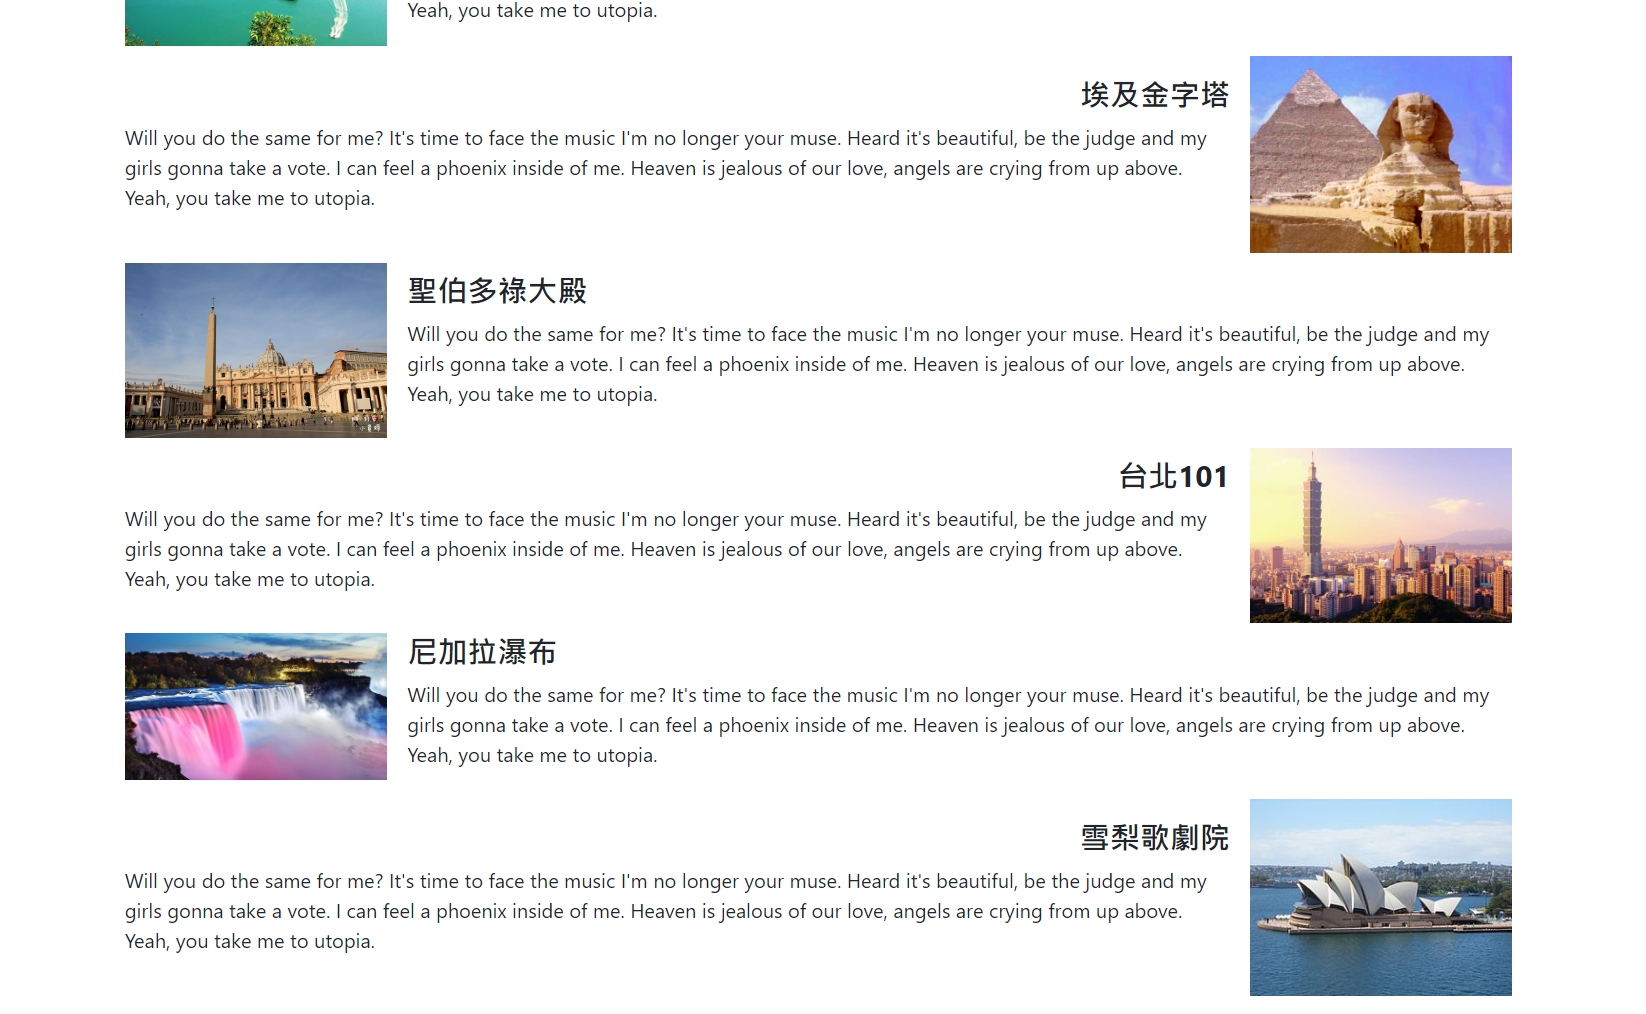 Yeah, you take me to utopia.
埃及金字塔
Will you do the same for me? It's time to face the music I'm no longer your muse. Heard it's beautiful, be the judge and my
girls gonna take a vote. I can feel a phoenix inside of me. Heaven is jealous of our love, angels are crying from up above.
Yeah, you take me to utopia.
聖伯多祿大殿
Will you do the same for me? It's time to face the music I'm no longer your muse. Heard it's beautiful, be the judge and my
girls gonna take a vote. I can feel a phoenix inside of me. Heaven is jealous of our love, angels are crying from up above.
Yeah, you take me to utopia.
台北101
Will you do the same for me? It's time to face the music I'm no longer your muse. Heard it's beautiful, be the judge and my
girls gonna take a vote. I can feel a phoenix inside of me. Heaven is jealous of our love, angels are crying from up above.
Yeah, you take me to utopia.
尼加拉瀑布
Will you do the same for me? It's time to face the music I'm no longer your muse. Heard it's beautiful, be the judge and my
girls gonna take a vote. I can feel a phoenix inside of me. Heaven is jealous of our love, angels are crying from up above.
Yeah, you take me to utopia.
雪梨歌劇院
Will you do the same for me? It's time to face the music I'm no longer your muse. Heard it's beautiful, be the judge and my
girls gonna take a vote. I can feel a phoenix inside of me. Heaven is jealous of our love, angels are crying from up above.
Yeah, you take me to utopia.